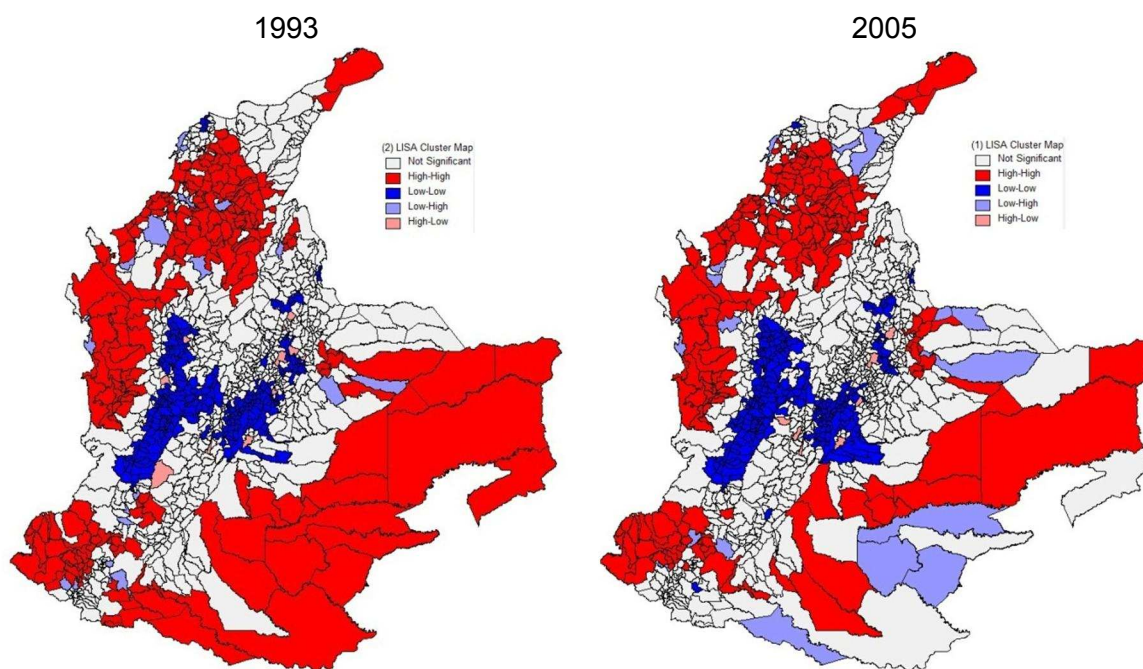 1993
2005
(2) LISA Cluster Map
Not Significant
High-High
Low-Low
Low-High
High-Low
(1) LISA Cluster Map
Not Significant
High-High
Low-Low
Low-High
High-Low